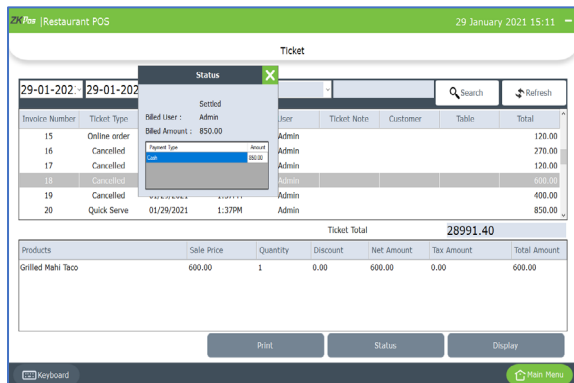 ZKPos |Restaurant POS 29 January 2021 15:11
Ticket
Status X
29-01-202 29-01-202 Search Refresh
Settled
Billed User : Admin
Billed Amount : 850.00
Payment Type Amount
Cash 850.00
Invoice Number Ticket Type User Ticket Note Customer Table Total
15 Online order Admin 120.00
16 Cancelled Admin 270.00
17 Cancelled Admin 120.00
18 Cancelled Admin 600.00
19 Cancelled 01/29/2021 1:37PM Admin 400.00
20 Quick Serve 01/29/2021 1:37PM Admin 850.00
Ticket Total 28991.40
Products Sale Price Quantity Discount Net Amount Tax Amount Total Amount
Grilled Mahi Taco 600.00 1 0.00 600.00 0.00 600.00
Print Status Display
Keyboard Main Menu